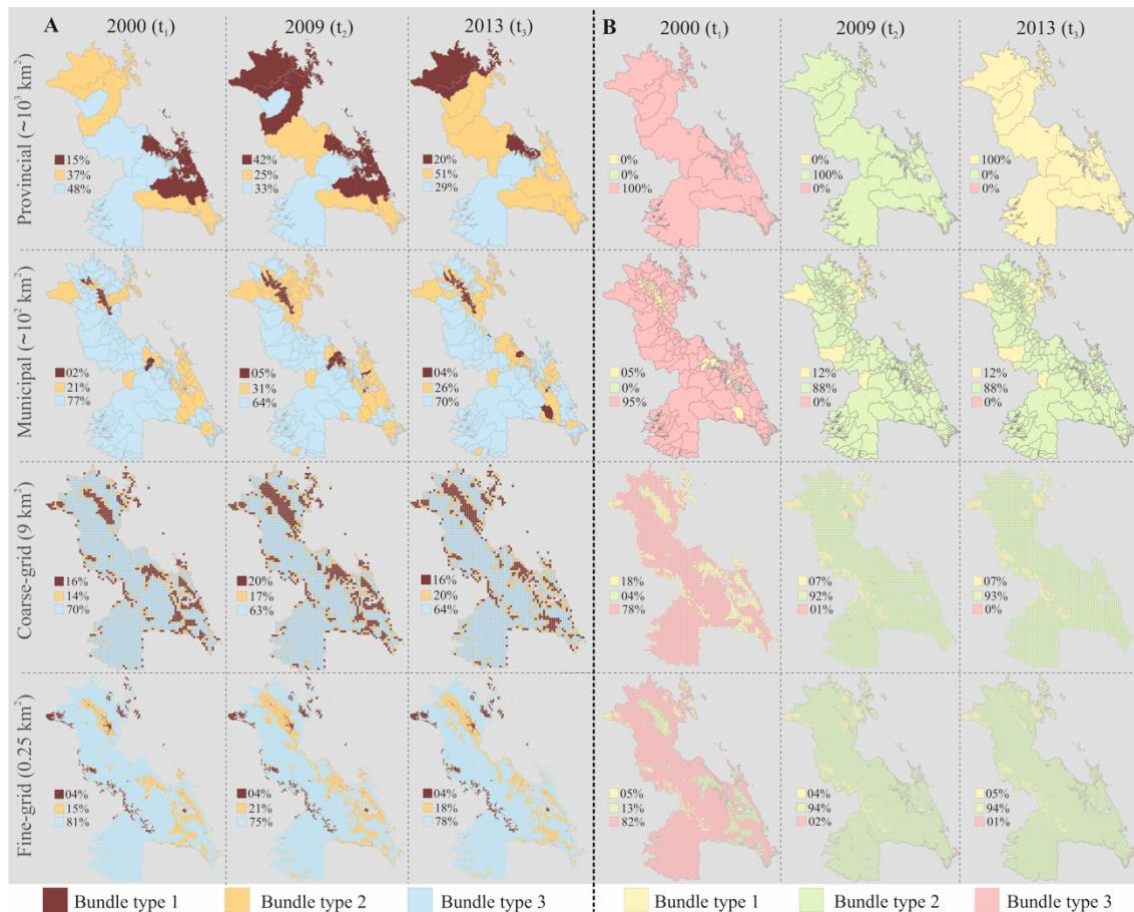 A 2000 (t₁) 2009 (t₂) 2013 (t₃) B 2000 (t₁) 2009 (t₂) 2013 (t₃)
Provincial (~10³ km²)
15% 42% 20% 0% 0% 100%
37% 25% 51% 0% 100% 0%
48% 33% 29% 100% 0% 0%
Municipal (~10² km²)
02% 05% 04% 05% 12% 12%
21% 31% 26% 0% 88% 88%
77% 64% 70% 95% 0% 0%
Coarse-grid (9 km²)
16% 20% 16% 18% 07% 07%
14% 17% 20% 04% 92% 93%
70% 63% 64% 78% 01% 0%
Fine-grid (0.25 km²)
04% 04% 04% 05% 04% 05%
15% 21% 18% 13% 94% 94%
81% 75% 78% 82% 02% 01%
Bundle type 1 Bundle type 2 Bundle type 3 Bundle type 1 Bundle type 2 Bundle type 3